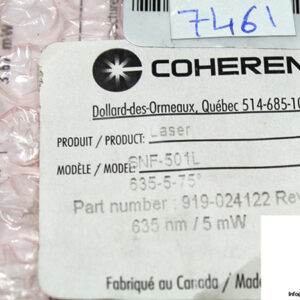 7461
COHEREN
Dollard-des-Ormeaux, Québec 514-685-10
PRODUIT / PRODUCT: Laser
MODÈLE / MODEL: SNF-501L
635-5-75°
Part number : 919-024122 Rev
635 nm / 5 mW
Fabriqué au Canada / Made